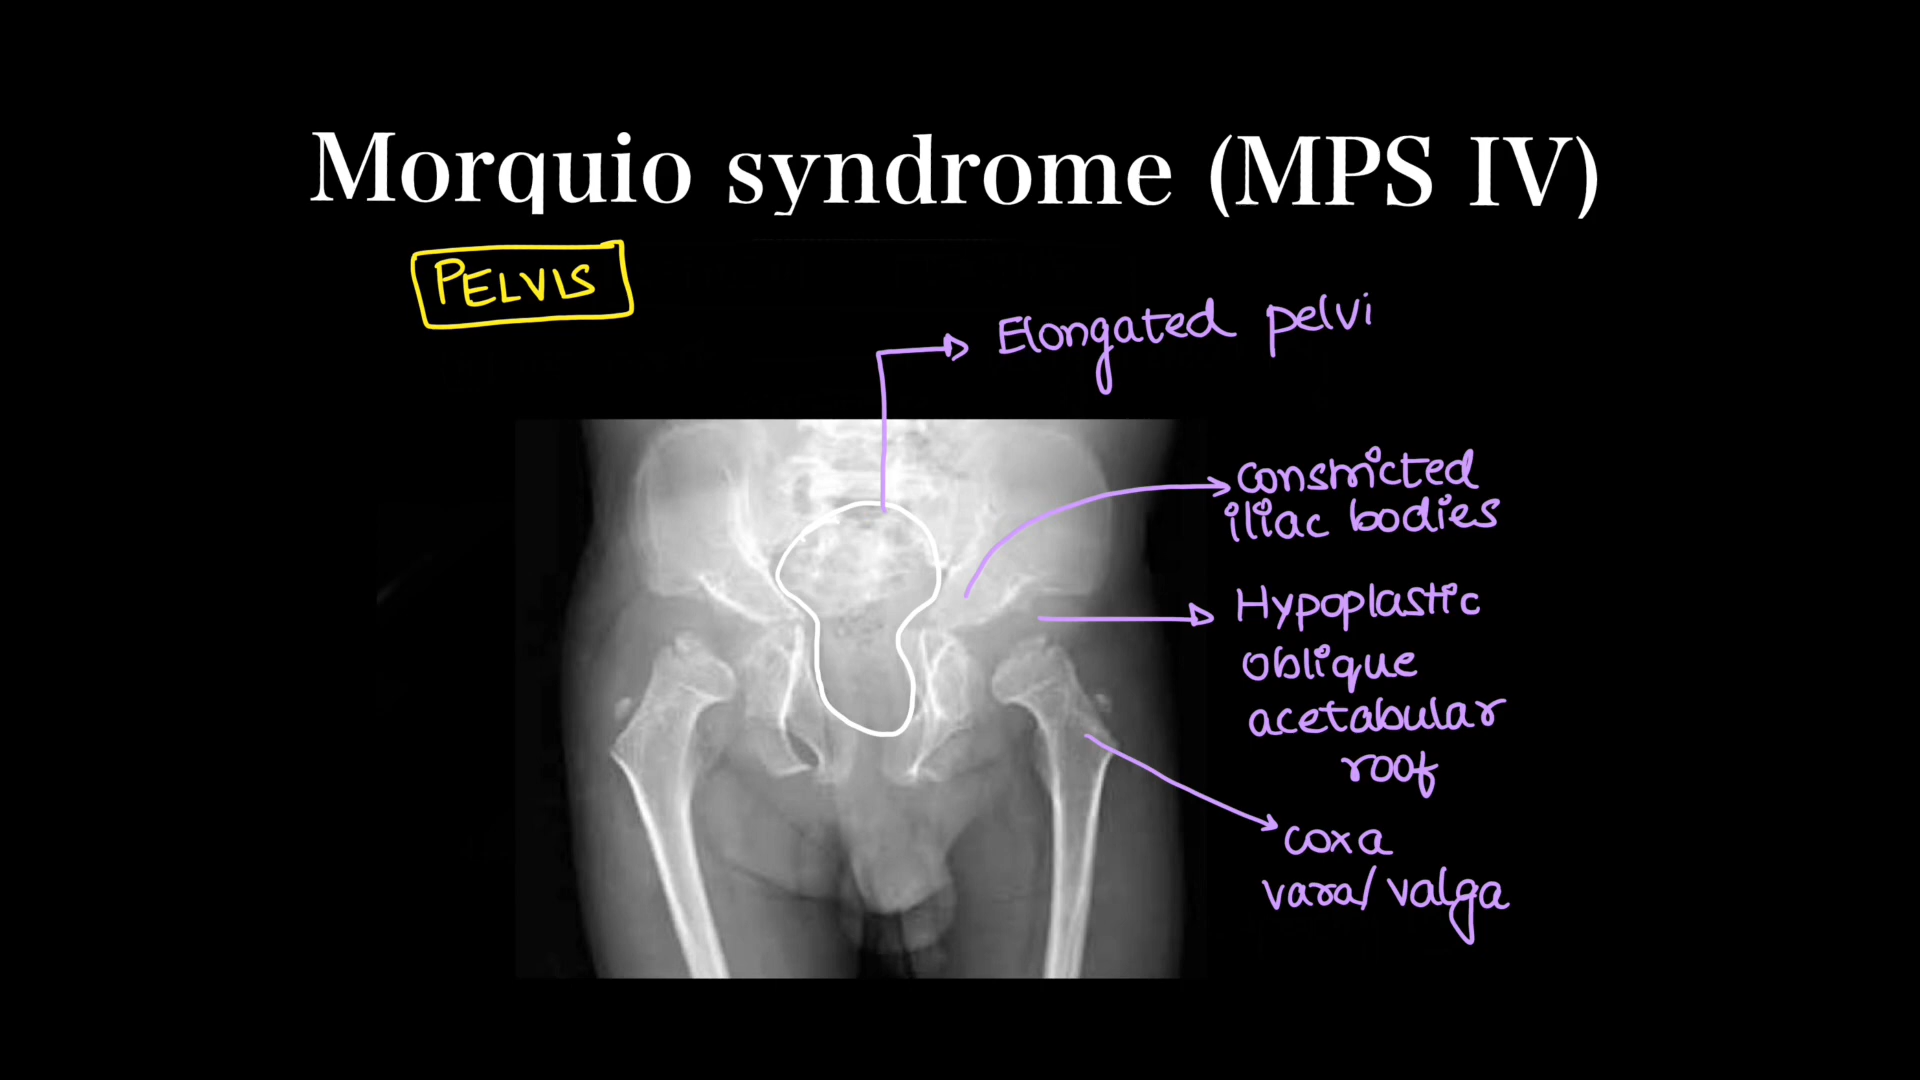 Morquio syndrome (MPS IV)
PELVIS
Elongated pelvi
Constricted
iliac bodies
Hypoplastic
oblique
acetabular
roof
coxa
vara/valga